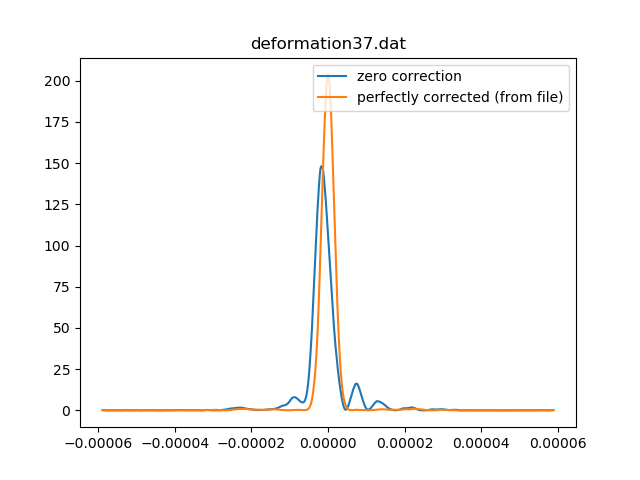 deformation37.dat
zero correction
perfectly corrected (from file)
200
175
150
125
100
75
50
25
0
−0.00006 −0.00004 −0.00002 0.00000 0.00002 0.00004 0.00006